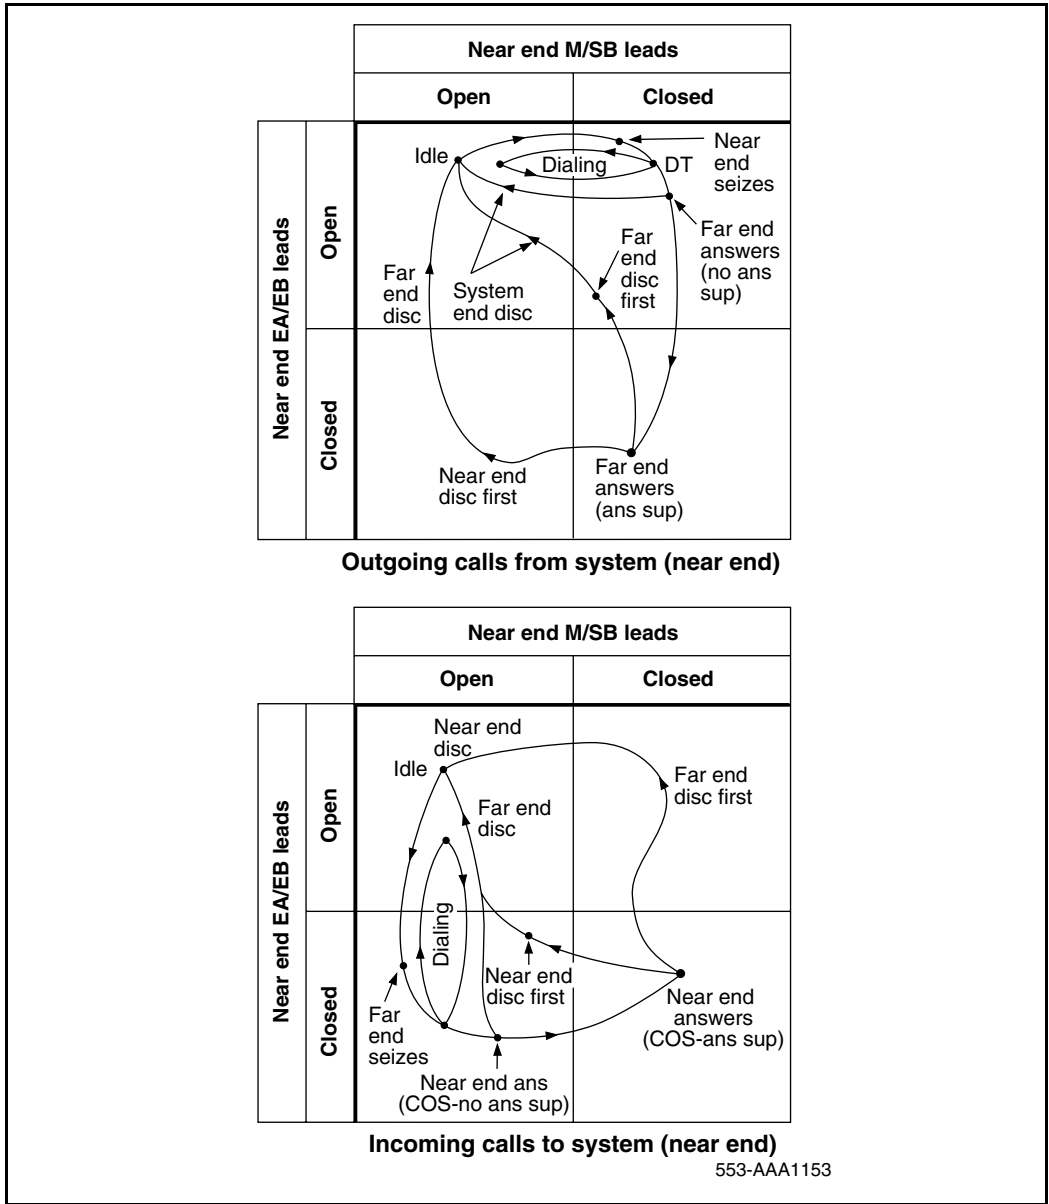 Near end M/SB leads
Open
Closed
Near end EA/EB leads
Open
Closed
Idle
Dialing
DT
Near
end
seizes
Far end
answers
(no ans
sup)
Far
end
disc
first
Far
end
disc
System
end disc
Near end
disc first
Far end
answers
(ans sup)
Outgoing calls from system (near end)
Near end M/SB leads
Open
Closed
Near end EA/EB leads
Open
Closed
Near end
disc
Idle
Far end
disc
Far end
disc first
Dialing
Near end
disc first
Far
end
seizes
Near end
answers
(COS-ans sup)
Near end ans
(COS-no ans sup)
Incoming calls to system (near end)
553-AAA1153